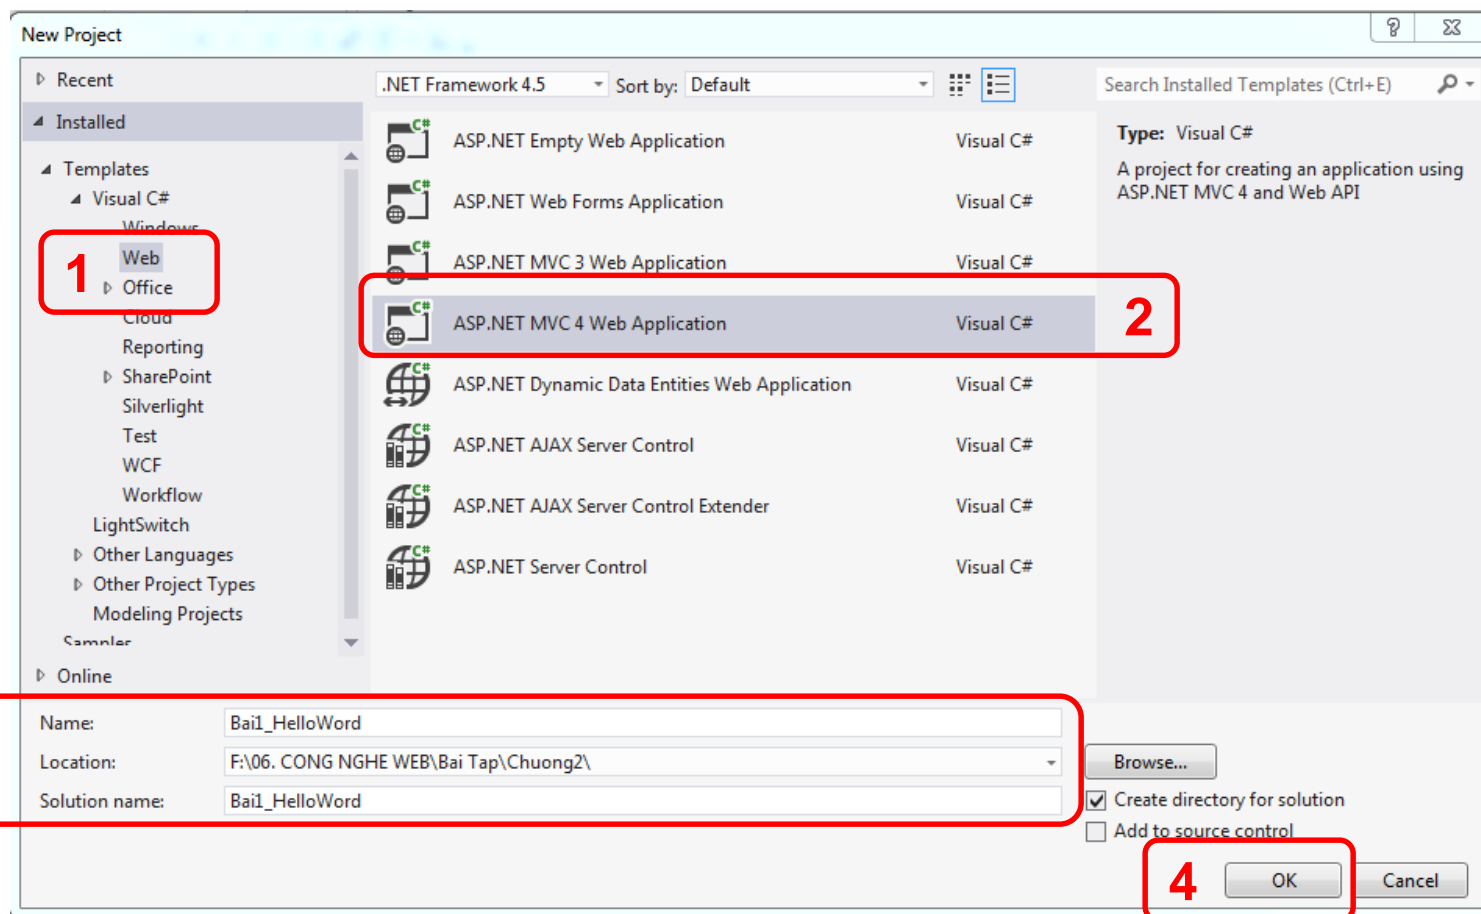 New Project
Recent
.NET Framework 4.5
Sort by: Default
Search Installed Templates (Ctrl+E)
Installed
Templates
Visual C#
Windows
Web
Office
Cloud
Reporting
SharePoint
Silverlight
Test
WCF
Workflow
LightSwitch
Other Languages
Other Project Types
Modeling Projects
Samples
Online
1
ASP.NET Empty Web Application Visual C#
ASP.NET Web Forms Application Visual C#
ASP.NET MVC 3 Web Application Visual C#
ASP.NET MVC 4 Web Application Visual C#
2
ASP.NET Dynamic Data Entities Web Application Visual C#
ASP.NET AJAX Server Control Visual C#
ASP.NET AJAX Server Control Extender Visual C#
ASP.NET Server Control Visual C#
Type: Visual C#
A project for creating an application using
ASP.NET MVC 4 and Web API
Name: Bai1_HelloWord
Location: F:\06. CONG NGHE WEB\Bai Tap\Chuong2\
Browse...
Solution name: Bai1_HelloWord
Create directory for solution
Add to source control
4
OK
Cancel